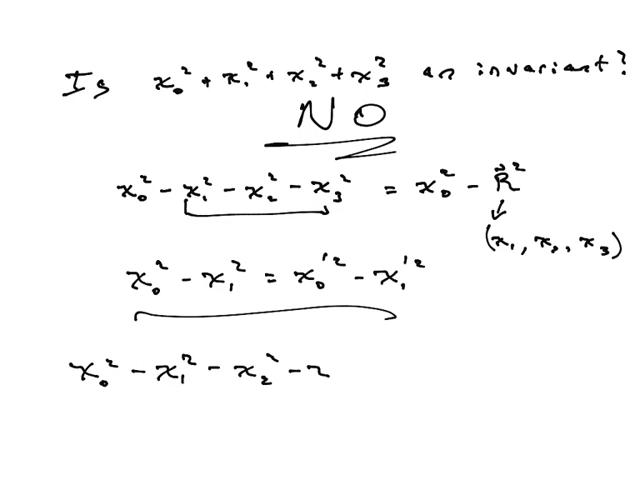 Is x₀² + x₁² + x₂² + x₃² an invariant?
NO
x₀² - x₁² - x₂² - x₃² = x₀² - R⃗²
(x₁, x₂, x₃)
x₀² - x₁² = x₀'² - x₁'²
x₀² - x₁² - x₂² - x